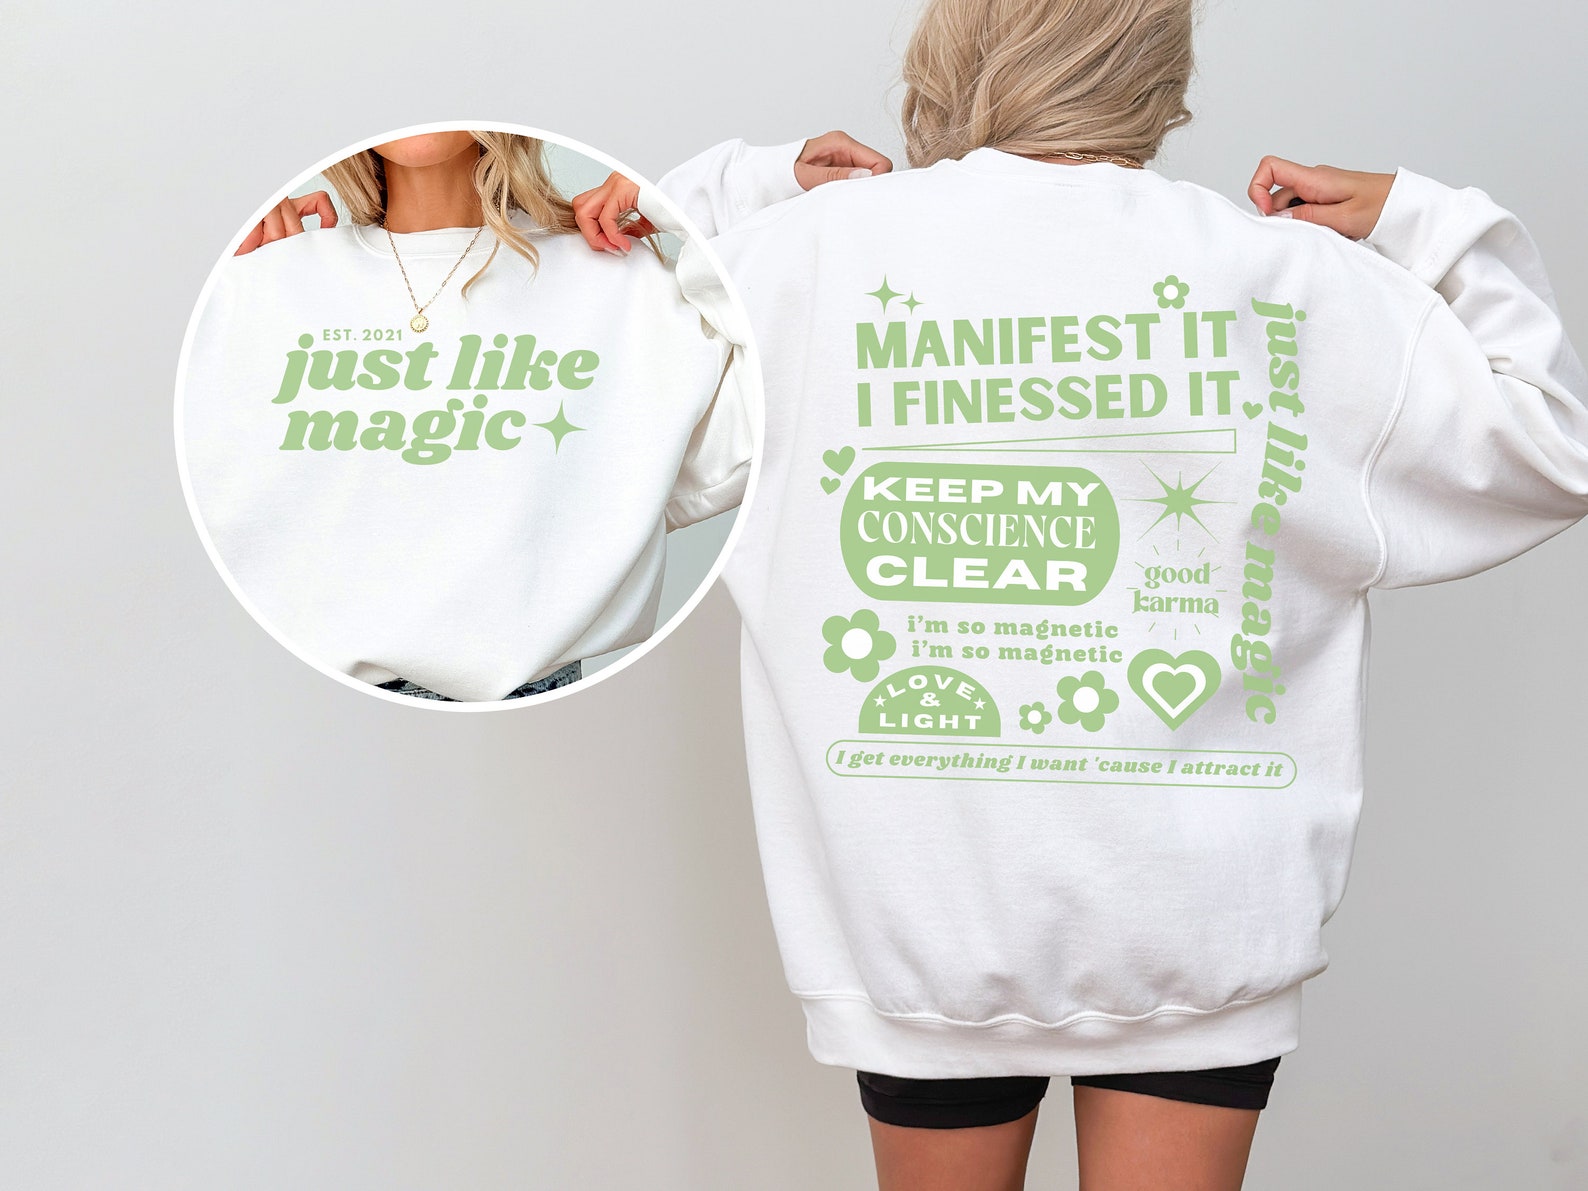 EST. 2021
just like
magic
MANIFEST IT
I FINESSED IT
just like magic
KEEP MY
CONSCIENCE
CLEAR
good
karma
i'm so magnetic
i'm so magnetic
LOVE
&
LIGHT
I get everything I want 'cause I attract it